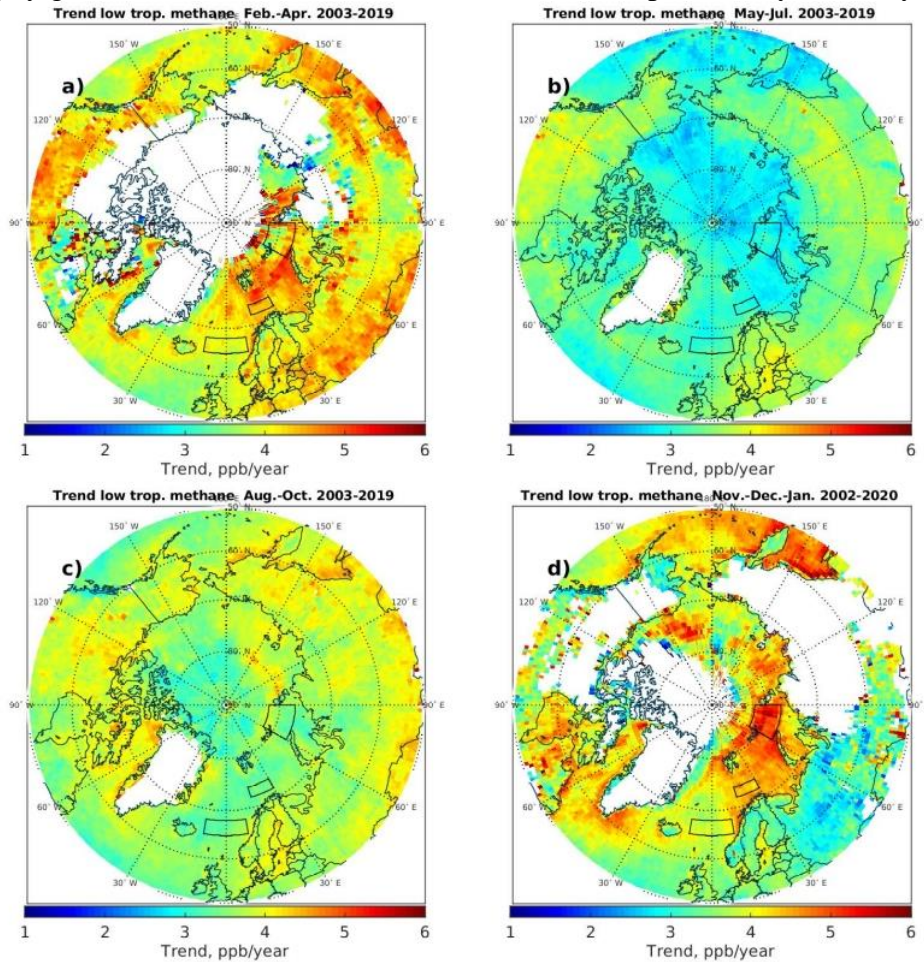 Trend low trop. methane Feb.-Apr. 2003-2019
a)
150° W
150° E
120° W
120° E
90° W
90° E
60° W
60° E
30° W
30° E
1 2 3 4 5 6
Trend, ppb/year
Trend low trop. methane May-Jul. 2003-2019
b)
150° W
150° E
120° W
120° E
90° W
90° E
60° W
60° E
30° W
30° E
1 2 3 4 5 6
Trend, ppb/year
Trend low trop. methane Aug.-Oct. 2003-2019
c)
150° W
150° E
120° W
120° E
90° W
90° E
60° W
60° E
30° W
30° E
1 2 3 4 5 6
Trend, ppb/year
Trend low trop. methane Nov.-Dec.-Jan. 2002-2020
d)
150° W
150° E
120° W
120° E
90° W
90° E
60° W
60° E
30° W
30° E
1 2 3 4 5 6
Trend, ppb/year